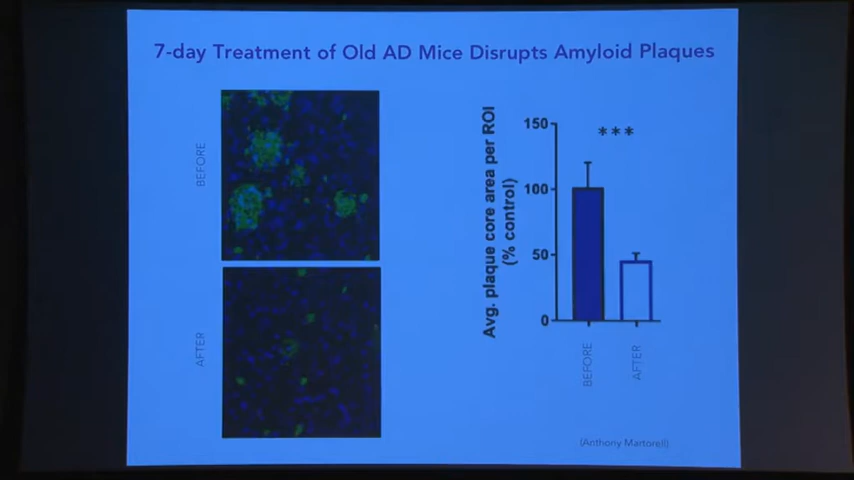 7-day Treatment of Old AD Mice Disrupts Amyloid Plaques
BEFORE
AFTER
Avg. plaque core area per ROI
(% control)
150
100
50
0
***
BEFORE
AFTER
(Anthony Martorell)